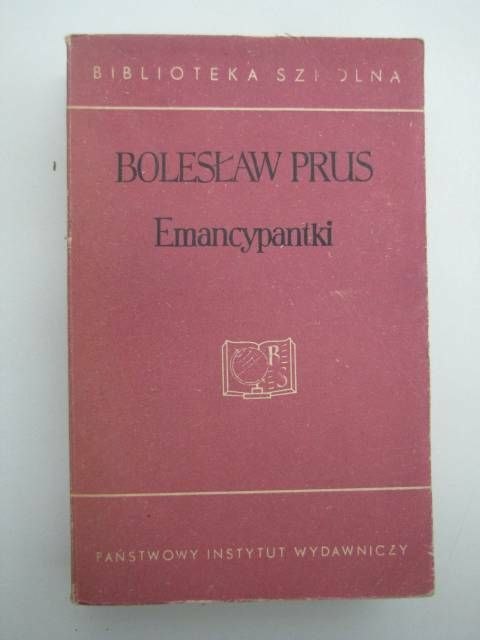 BIBLIOTEKA SZKOLNA
BOLESŁAW PRUS
Emancypantki
B
S
PAŃSTWOWY INSTYTUT WYDAWNICZY